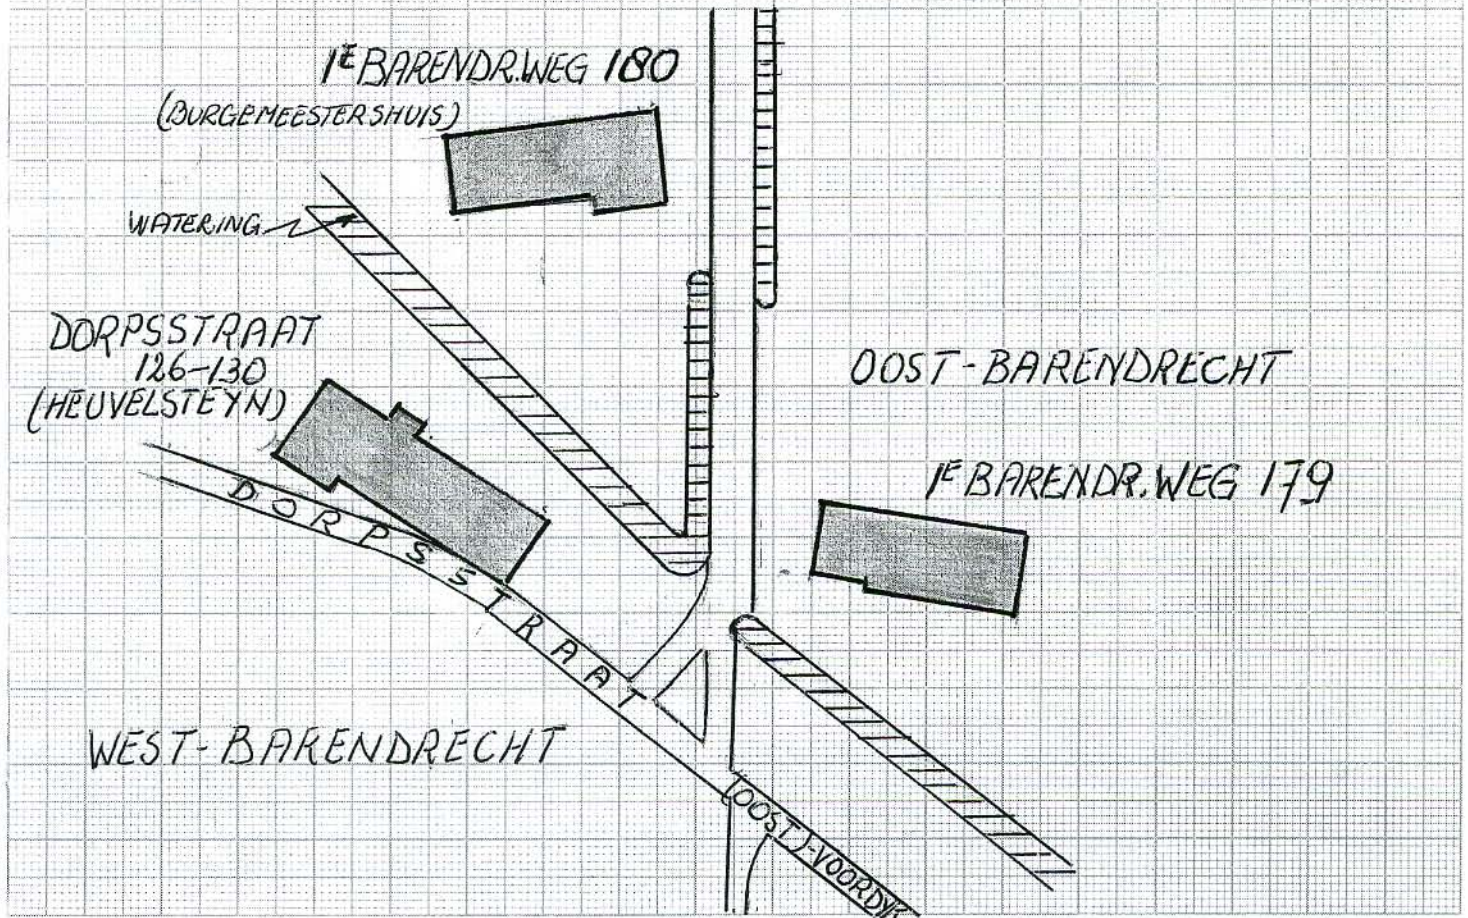 1E BARENDR.WEG 180
(BURGEMEESTERSHUIS)
WATERING
DORPSSTRAAT
126-130
(HEUVELSTEYN)
OOST-BARENDRECHT
1E BARENDR.WEG 179
DORPSSTRAAT
WEST-BARENDRECHT
(OOST)-VOORDYK